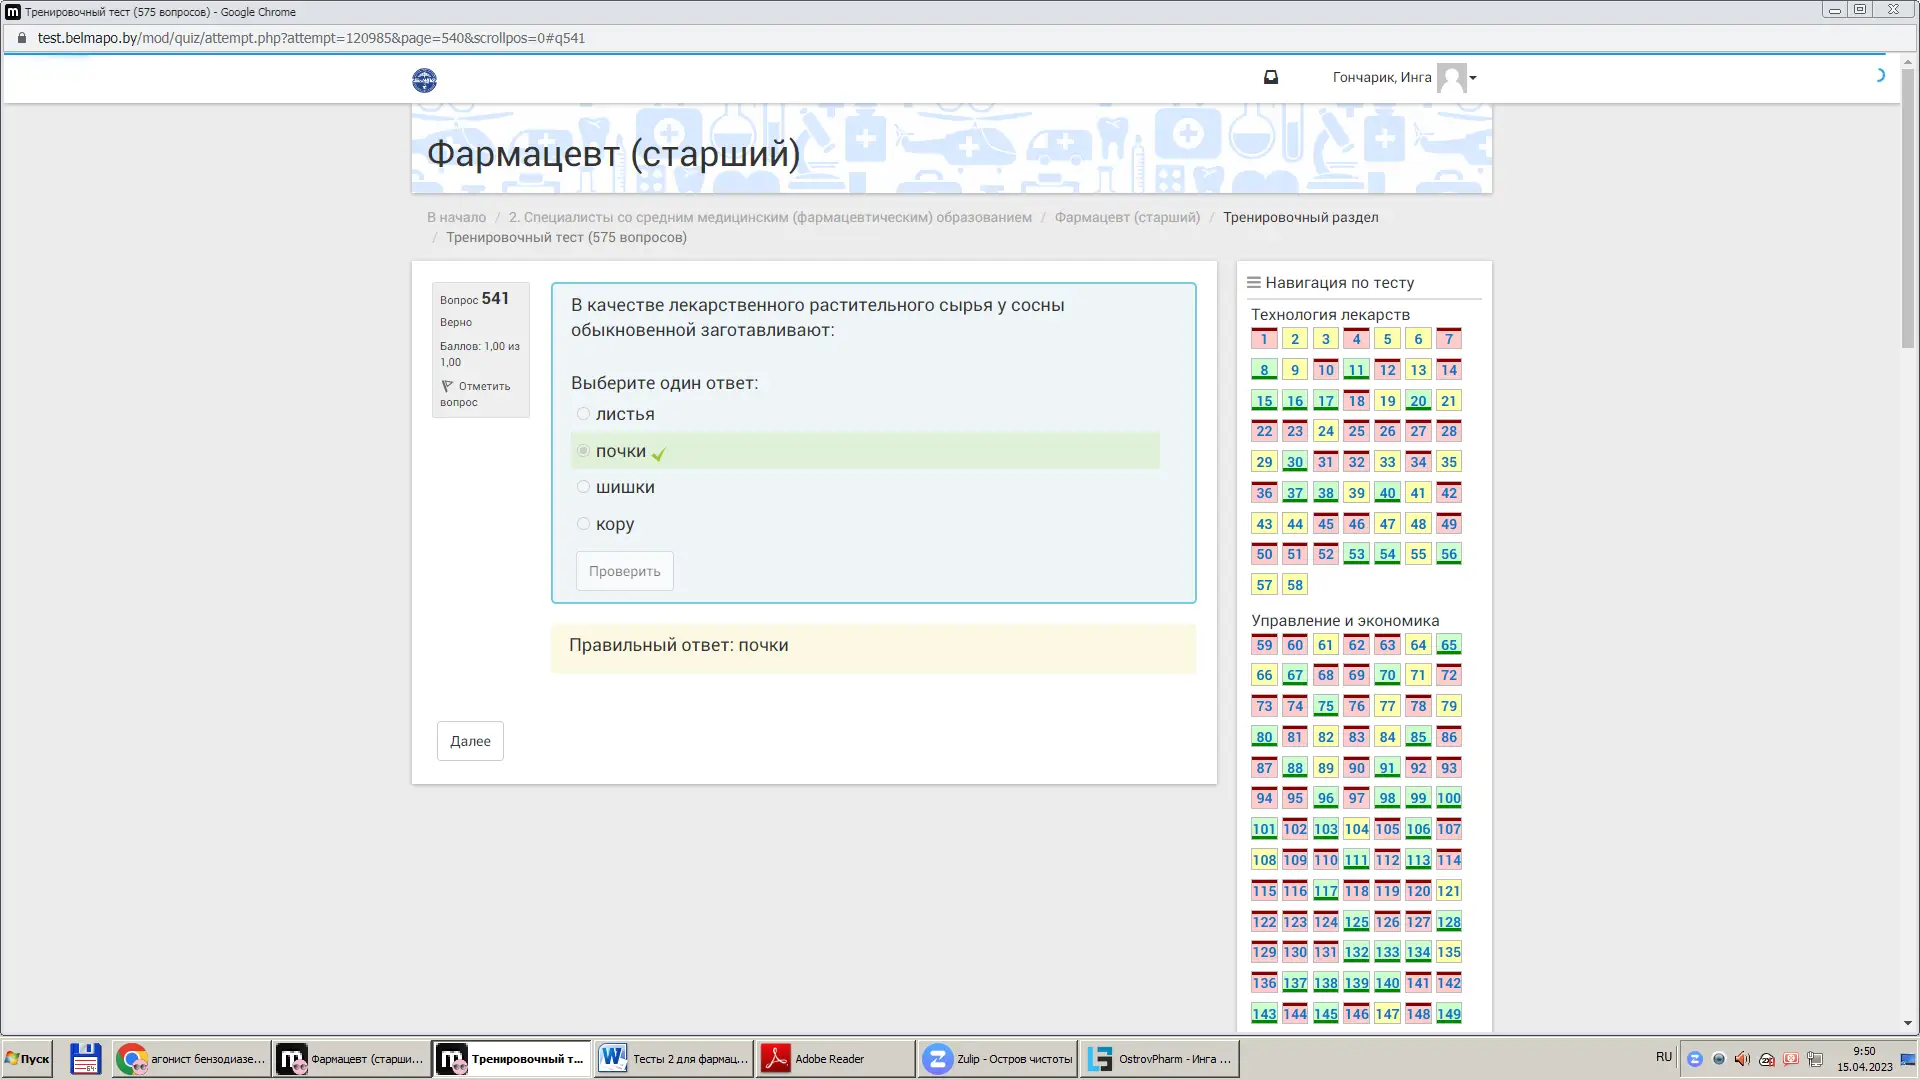 Тренировочный тест (575 вопросов) - Google Chrome
test.belmapo.by/mod/quiz/attempt.php?attempt=120985&page=540&scrollpos=0#q541
Гончарик, Инга
Фармацевт (старший)
В начало / 2. Специалисты со средним медицинским (фармацевтическим) образованием / Фармацевт (старший) / Тренировочный раздел
/ Тренировочный тест (575 вопросов)
Вопрос 541
Верно
Баллов: 1,00 из
1,00
Отметить
вопрос
В качестве лекарственного растительного сырья у сосны
обыкновенной заготавливают:
Выберите один ответ:
листья
почки
шишки
кору
Проверить
Правильный ответ: почки
Далее
Навигация по тесту
Технология лекарств
1 2 3 4 5 6 7
8 9 10 11 12 13 14
15 16 17 18 19 20 21
22 23 24 25 26 27 28
29 30 31 32 33 34 35
36 37 38 39 40 41 42
43 44 45 46 47 48 49
50 51 52 53 54 55 56
57 58
Управление и экономика
59 60 61 62 63 64 65
66 67 68 69 70 71 72
73 74 75 76 77 78 79
80 81 82 83 84 85 86
87 88 89 90 91 92 93
94 95 96 97 98 99 100
101 102 103 104 105 106 107
108 109 110 111 112 113 114
115 116 117 118 119 120 121
122 123 124 125 126 127 128
129 130 131 132 133 134 135
136 137 138 139 140 141 142
143 144 145 146 147 148 149
Пуск
агонист бензодиазе...
Фармацевт (старши...
Тренировочный т...
Тесты 2 для фармац...
Adobe Reader
Zulip - Остров чистоты
OstrovPharm - Инга ...
RU
9:50
15.04.2023